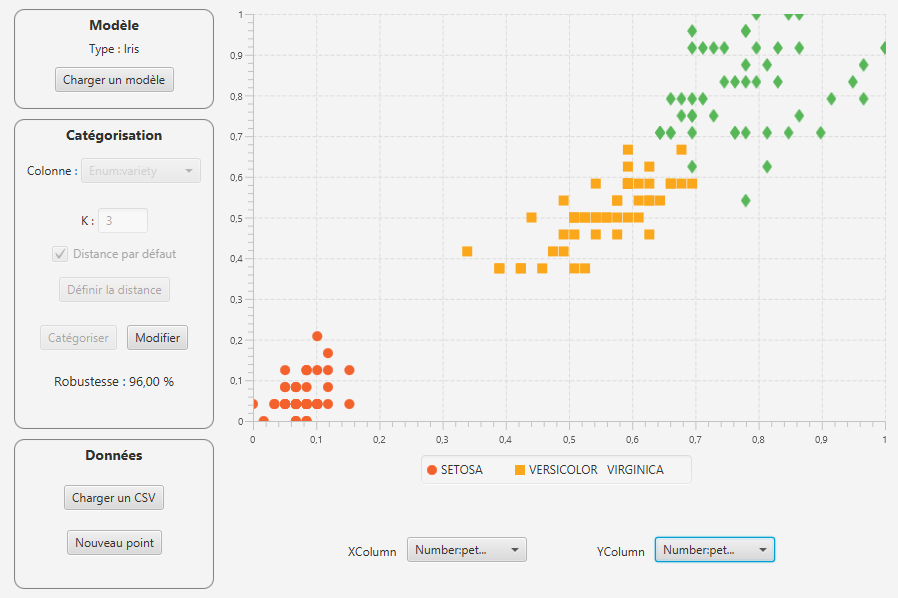 Modèle
Type : Iris
Charger un modèle
Catégorisation
Colonne : Enum:variety
K : 3
Distance par défaut
Définir la distance
Catégoriser Modifier
Robustesse : 96,00 %
Données
Charger un CSV
Nouveau point
1
0,9
0,8
0,7
0,6
0,5
0,4
0,3
0,2
0,1
0
0 0,1 0,2 0,3 0,4 0,5 0,6 0,7 0,8 0,9 1
SETOSA VERSICOLOR VIRGINICA
XColumn Number:pet... YColumn Number:pet...